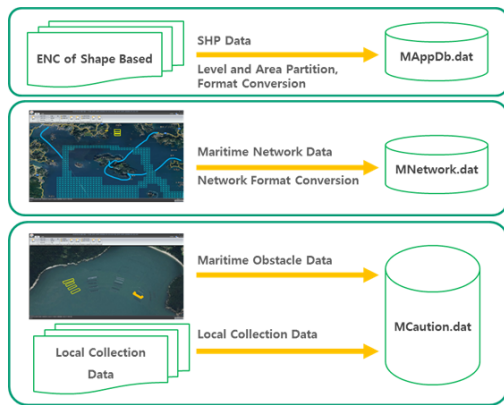 ENC of Shape Based
SHP Data
Level and Area Partition,
Format Conversion
MAppDb.dat
Maritime Network Data
Network Format Conversion
MNetwork.dat
Maritime Obstacle Data
Local Collection Data
Local Collection
Data
MCaution.dat